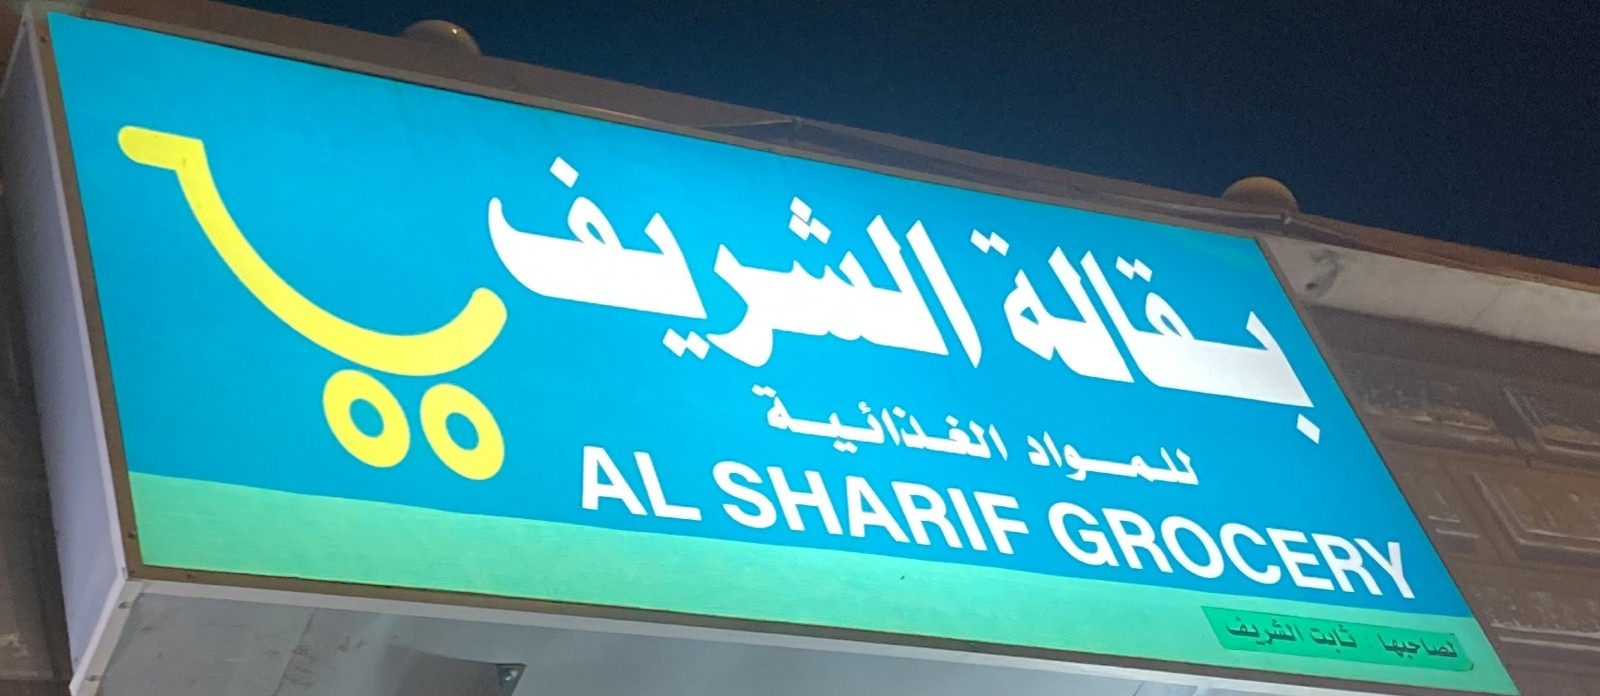 بقالة الشريف
للمواد الغذائية
AL SHARIF GROCERY
لصاحبها : ثابت الشريف